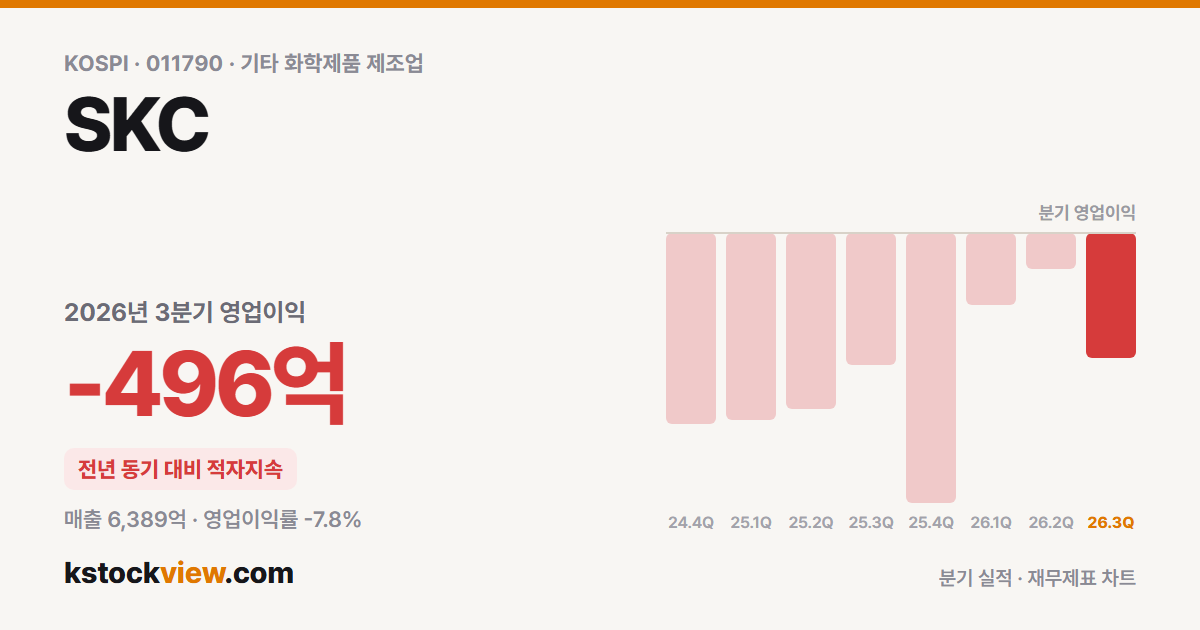 KOSPI · 011790 · 기타 화학제품 제조업
SKC
분기 영업이익
2026년 3분기 영업이익
-496억
전년 동기 대비 적자지속
매출 6,389억 · 영업이익률 -7.8%
24.4Q 25.1Q 25.2Q 25.3Q 25.4Q 26.1Q 26.2Q 26.3Q
kstockview.com
분기 실적 · 재무제표 차트